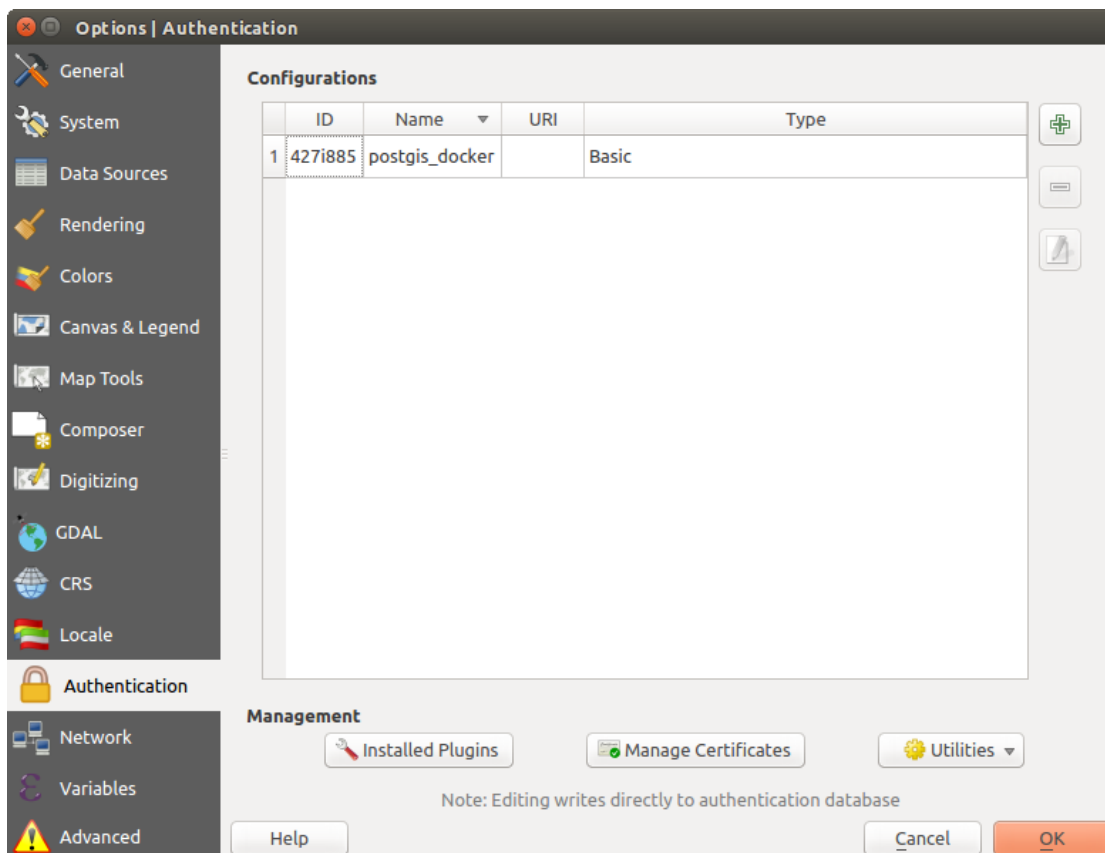 Options | Authentication
General
System
Data Sources
Rendering
Colors
Canvas & Legend
Map Tools
Composer
Digitizing
GDAL
CRS
Locale
Authentication
Network
Variables
Advanced
Configurations
ID Name URI Type
1 427i885 postgis_docker Basic
Management
Installed Plugins Manage Certificates Utilities
Note: Editing writes directly to authentication database
Help Cancel OK